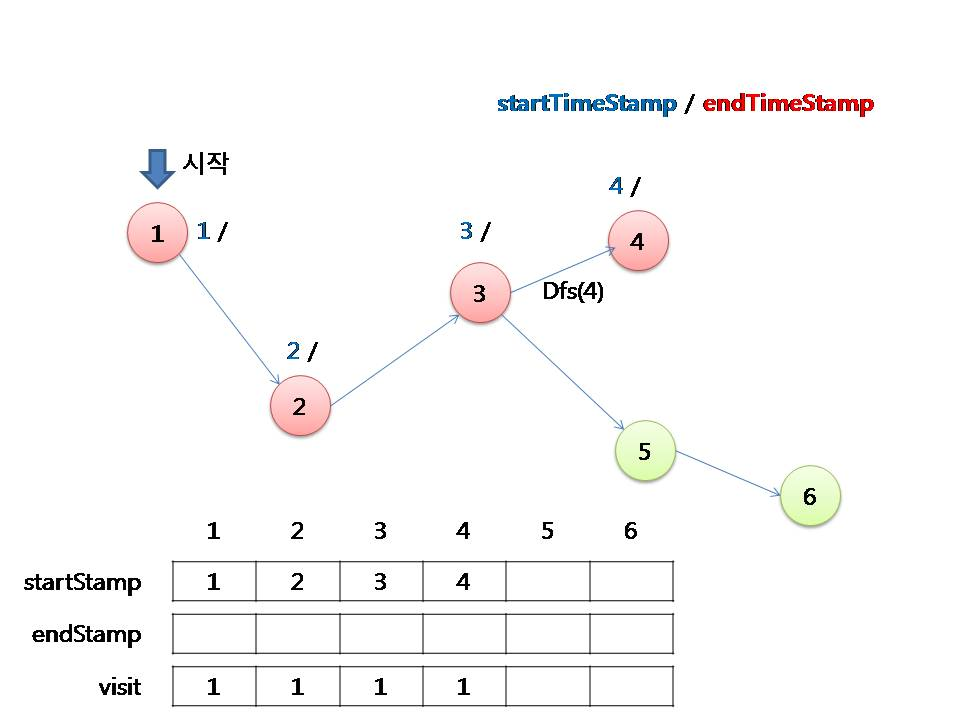 startTimeStamp / endTimeStamp
시작
4 /
1 /
3 /
1
4
3
Dfs(4)
2 /
2
5
6
1 2 3 4 5 6
startStamp 1 2 3 4
endStamp
visit 1 1 1 1